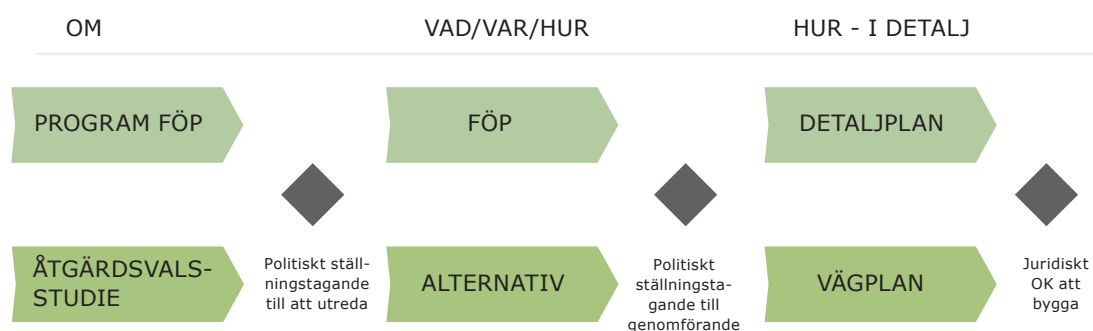 OM
VAD/VAR/HUR
HUR - I DETALJ
PROGRAM FÖP
FÖP
DETALJPLAN
ÅTGÄRDSVALS-
STUDIE
Politiskt ställ-
ningstagande
till att utreda
ALTERNATIV
Politiskt
ställningsta-
gande till
genomförande
VÄGPLAN
Juridiskt
OK att
bygga